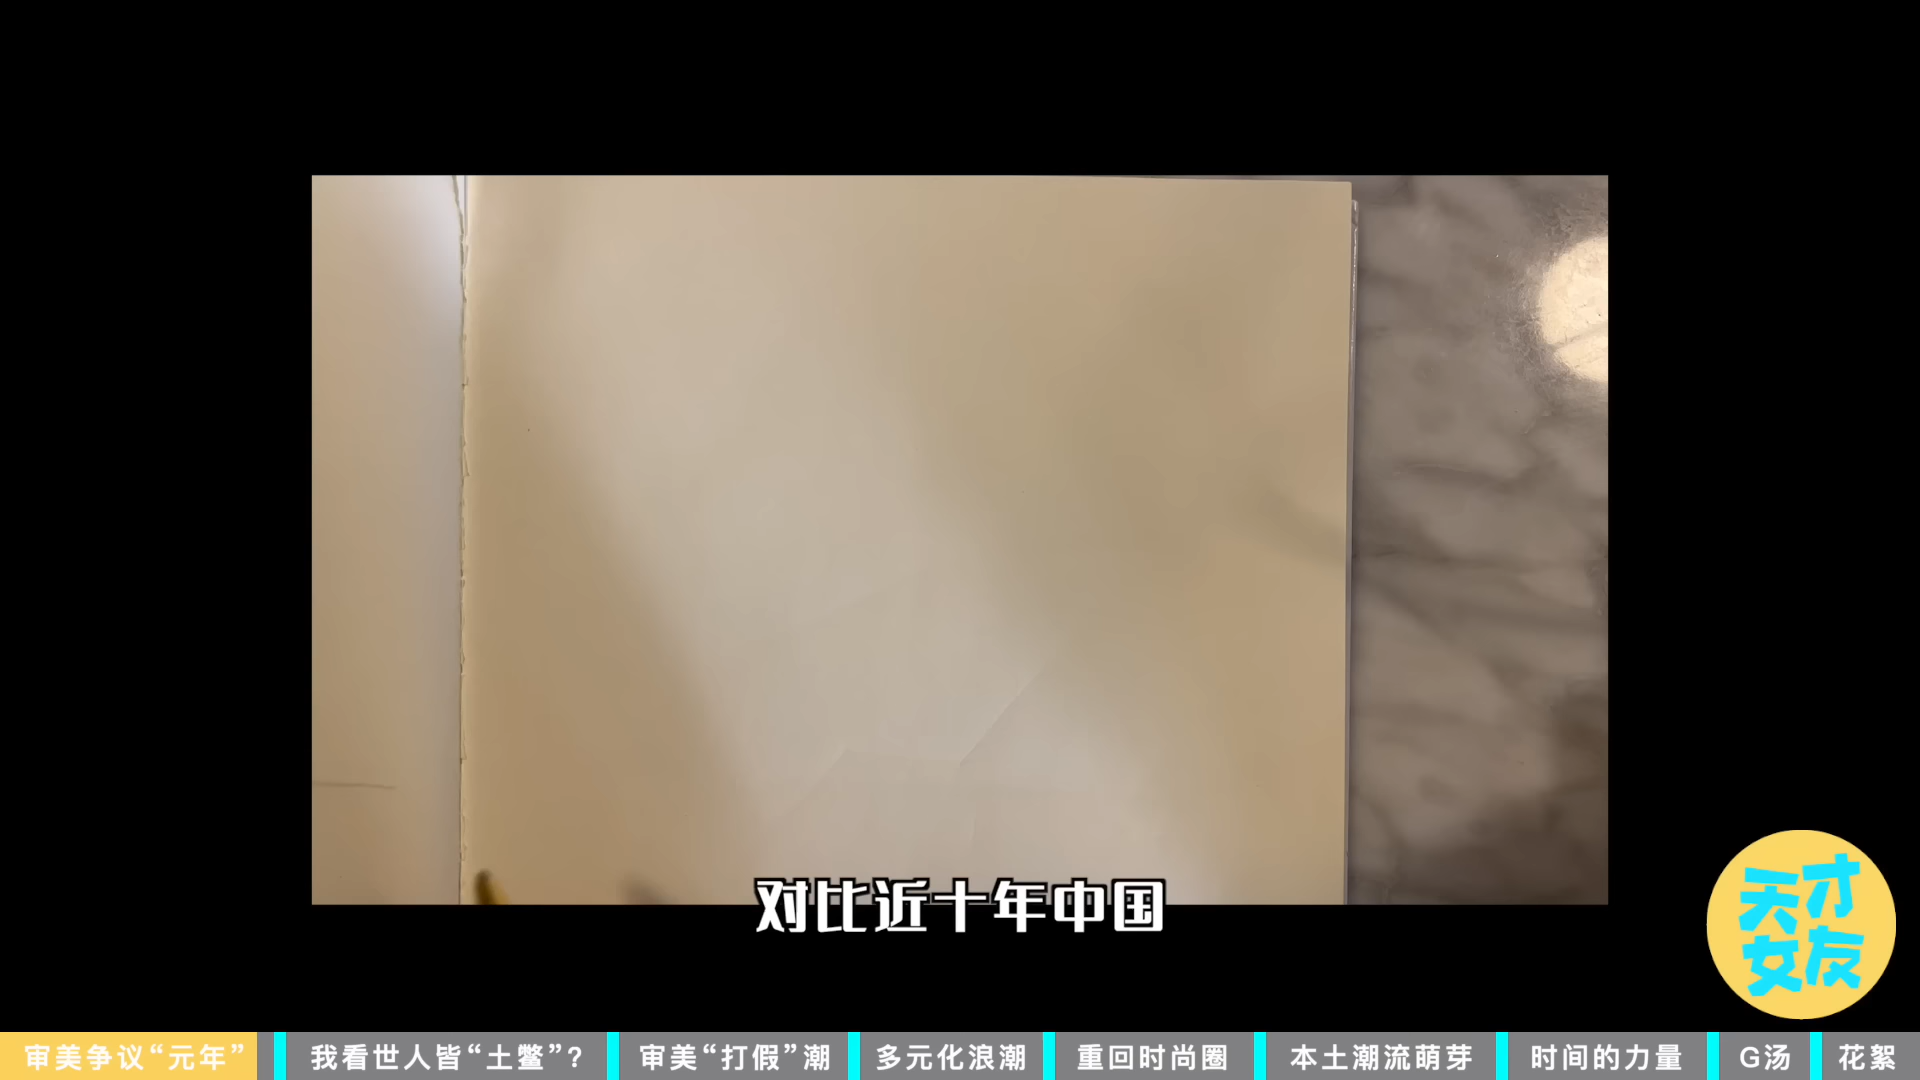 对比近十年中国
天才
女友
审美争议“元年”
我看世人皆“土鳖”?
审美“打假”潮
多元化浪潮
重回时尚圈
本土潮流萌芽
时间的力量
G汤
花絮